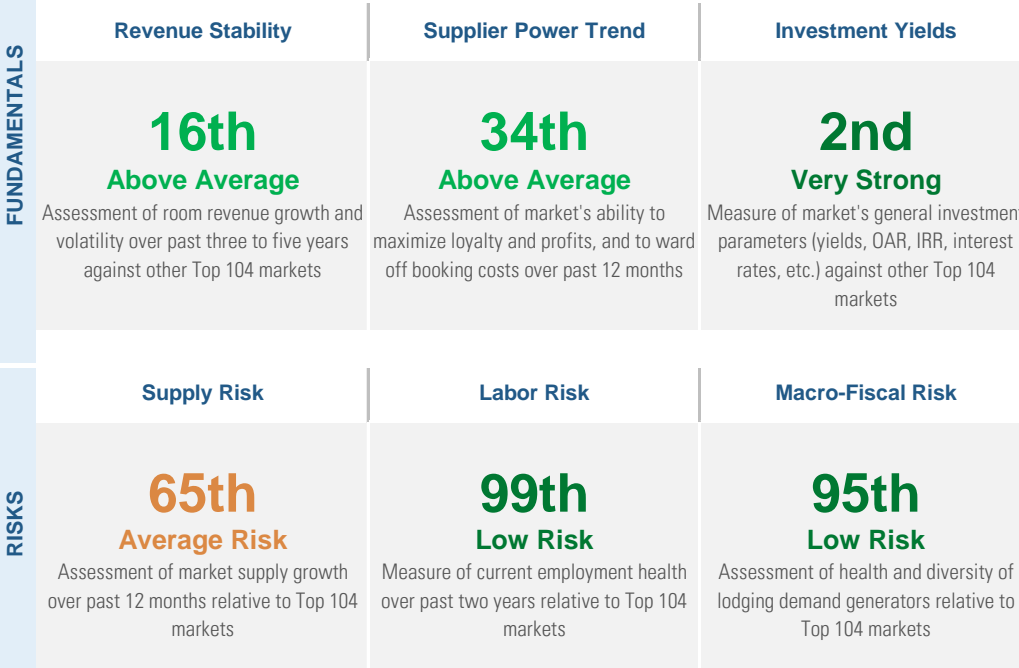 FUNDAMENTALS
Revenue Stability
16th
Above Average
Assessment of room revenue growth and
volatility over past three to five years
against other Top 104 markets
Supplier Power Trend
34th
Above Average
Assessment of market's ability to
maximize loyalty and profits, and to ward
off booking costs over past 12 months
Investment Yields
2nd
Very Strong
Measure of market's general investment
parameters (yields, OAR, IRR, interest
rates, etc.) against other Top 104
markets
RISKS
Supply Risk
65th
Average Risk
Assessment of market supply growth
over past 12 months relative to Top 104
markets
Labor Risk
99th
Low Risk
Measure of current employment health
over past two years relative to Top 104
markets
Macro-Fiscal Risk
95th
Low Risk
Assessment of health and diversity of
lodging demand generators relative to
Top 104 markets